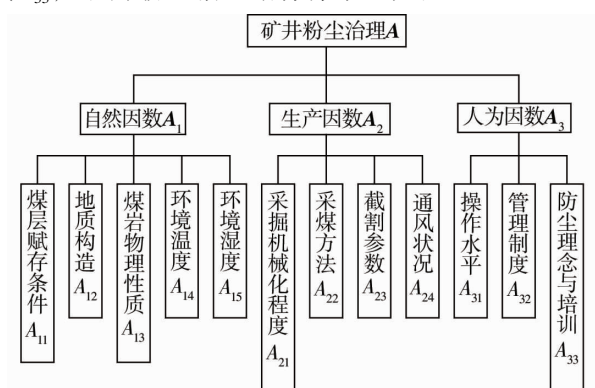 矿井粉尘治理A
自然因数A₁
生产因数A₂
人为因数A₃
煤层赋存条件A₁₁
地质构造A₁₂
煤岩物理性质A₁₃
环境温度A₁₄
环境湿度A₁₅
采掘机械化程度A₂₁
采煤方法A₂₂
截割参数A₂₃
通风状况A₂₄
操作水平A₃₁
管理制度A₃₂
防尘理念与培训A₃₃